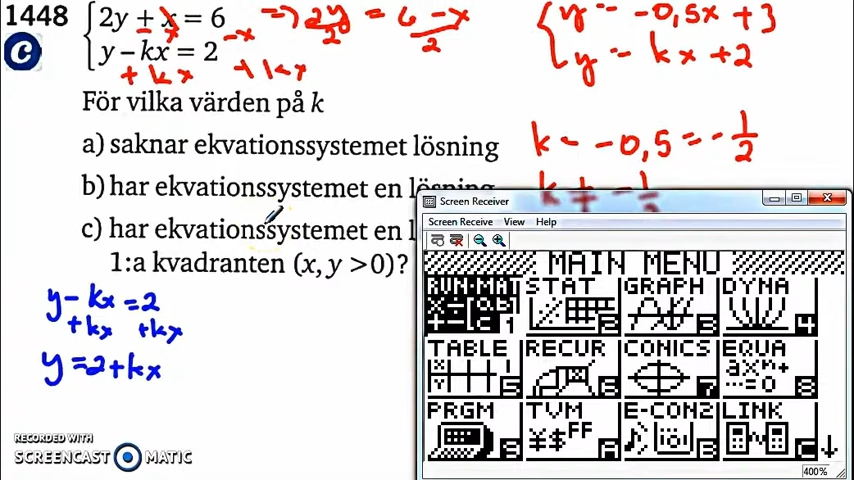 1448
2y + x = 6 => 2y/2 = 6 - x/2
- x - x
y - kx = 2
+ kx + kx
y = -0,5x + 3
y = kx + 2
För vilka värden på k
a) saknar ekvationssystemet lösning
k = -0,5 = -1/2
b) har ekvationssystemet en lösning
k ≠ -1/2
c) har ekvationssystemet en l
1:a kvadranten (x, y > 0)?
C
y - kx = 2
+kx +kx
y = 2 + kx
RECORDED WITH
SCREENCAST MATIC
Screen Receiver
Screen Receive View Help
MAIN MENU
RUN·MAT STAT GRAPH DYNA
TABLE RECUR CONICS EQUA
PRGM TVM E-CON2 LINK
400%